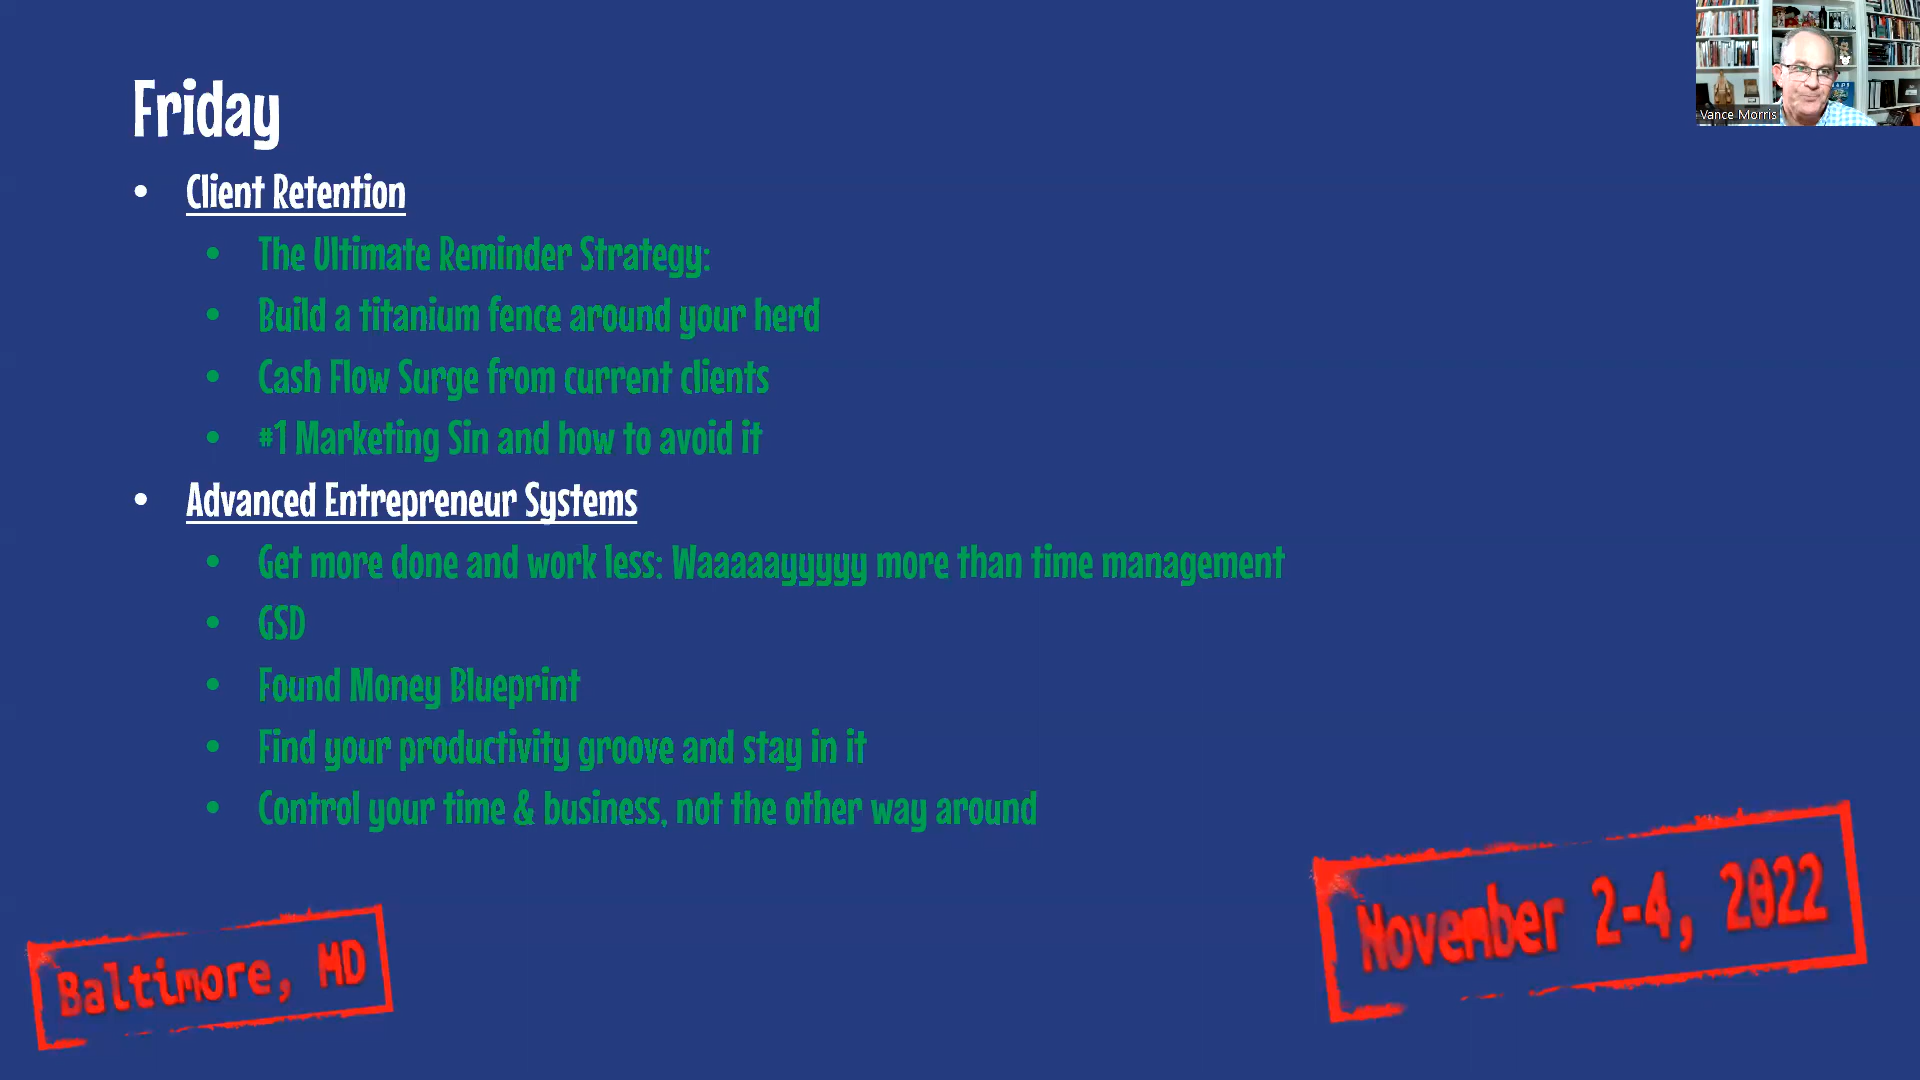 Friday
Vance Morris
• Client Retention
• The Ultimate Reminder Strategy:
• Build a titanium fence around your herd
• Cash Flow Surge from current clients
• #1 Marketing Sin and how to avoid it
• Advanced Entrepreneur Systems
• Get more done and work less: Waaaaayyyyy more than time management
• GSD
• Found Money Blueprint
• Find your productivity groove and stay in it
• Control your time & business, not the other way around
Baltimore, MD
November 2-4, 2022